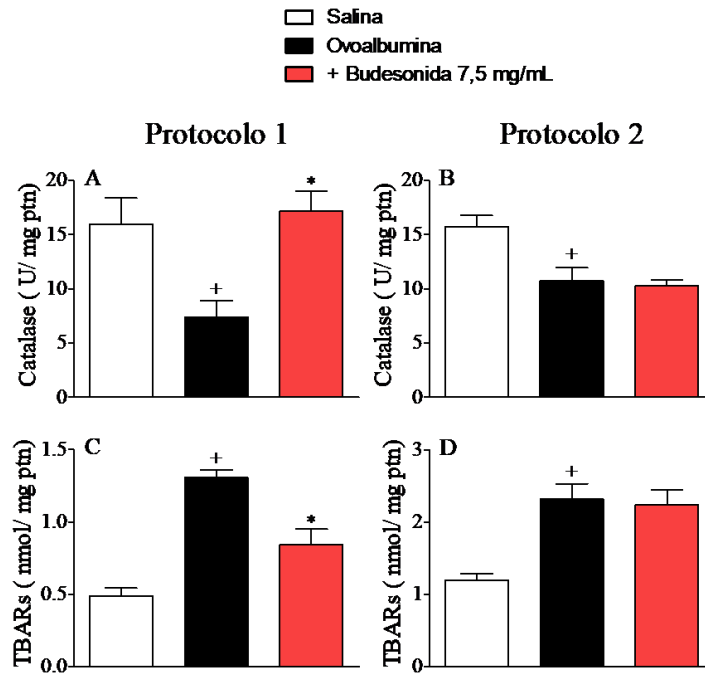 Salina
Ovoalbumina
+ Budesonida 7,5 mg/mL
Protocolo 1
Protocolo 2
A
Catalase ( U/ mg ptn)
20
15
10
5
0
+
*
B
Catalase ( U/ mg ptn)
20
15
10
5
0
+
C
TBARs ( nmol/ mg ptn)
1.5
1.0
0.5
0.0
+
*
D
TBARs ( nmol/ mg ptn)
3
2
1
0
+